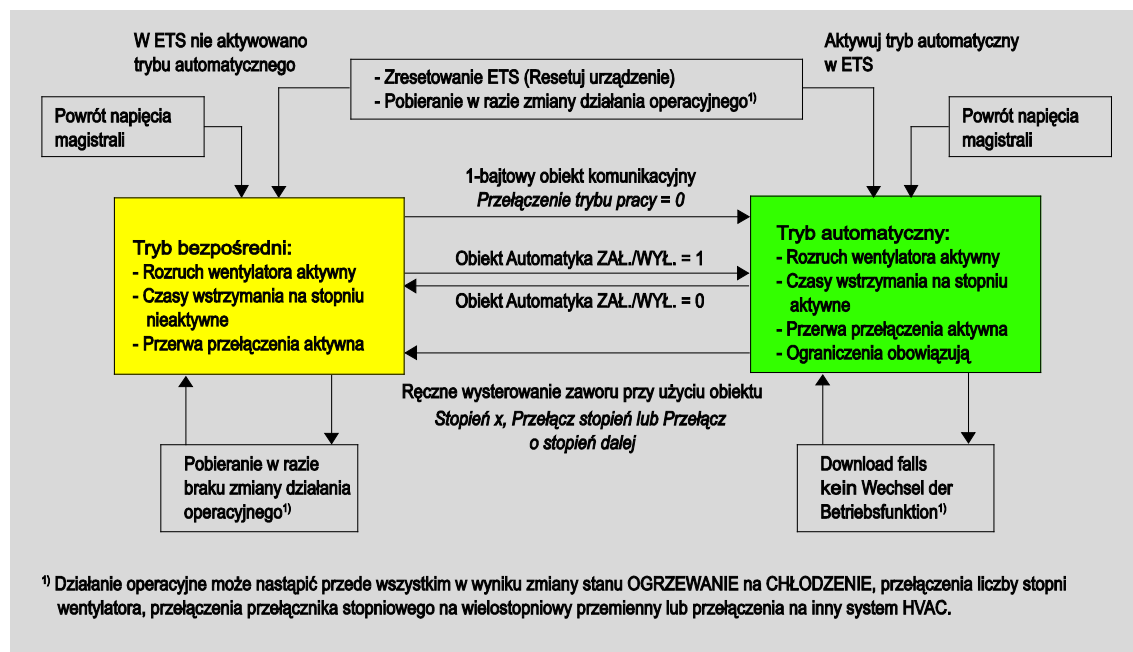 W ETS nie aktywowano
trybu automatycznego
Aktywuj tryb automatyczny
w ETS
- Zresetowanie ETS (Resetuj urządzenie)
- Pobieranie w razie zmiany działania operacyjnego¹⁾
Powrót napięcia
magistrali
Powrót napięcia
magistrali
1-bajtowy obiekt komunikacyjny
Przełączenie trybu pracy = 0
Tryb bezpośredni:
- Rozruch wentylatora aktywny
- Czasy wstrzymania na stopniu
nieaktywne
- Przerwa przełączenia aktywna
Obiekt Automatyka ZAŁ./WYŁ. = 1
Obiekt Automatyka ZAŁ./WYŁ. = 0
Tryb automatyczny:
- Rozruch wentylatora aktywny
- Czasy wstrzymania na stopniu
aktywne
- Przerwa przełączenia aktywna
- Ograniczenia obowiązują
Ręczne wysterowanie zaworu przy użyciu obiektu
Stopień x, Przełącz stopień lub Przełącz
o stopień dalej
Pobieranie w razie
braku zmiany działania
operacyjnego¹⁾
Download falls
kein Wechsel der
Betriebsfunktion¹⁾
¹⁾ Działanie operacyjne może nastąpić przede wszystkim w wyniku zmiany stanu OGRZEWANIE na CHŁODZENIE, przełączenia liczby stopni
wentylatora, przełączenia przełącznika stopniowego na wielostopniowy przemienny lub przełączenia na inny system HVAC.